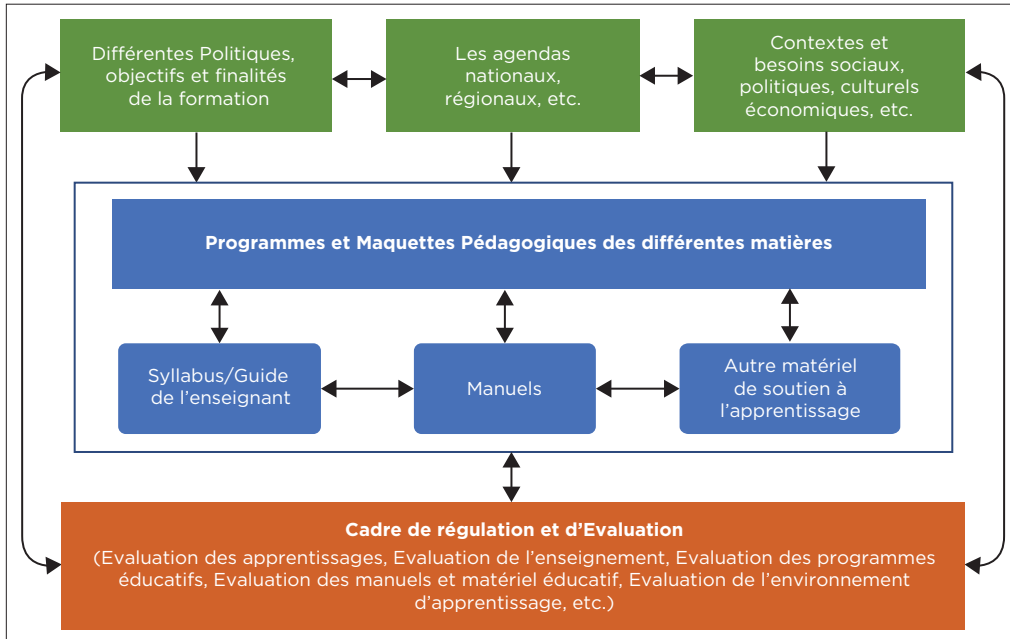 Différentes Politiques,
objectifs et finalités
de la formation
Les agendas
nationaux,
régionaux, etc.
Contextes et
besoins sociaux,
politiques, culturels
économiques, etc.
Programmes et Maquettes Pédagogiques des différentes matières
Syllabus/Guide
de l’enseignant
Manuels
Autre matériel
de soutien à
l’apprentissage
Cadre de régulation et d’Evaluation
(Evaluation des apprentissages, Evaluation de l’enseignement, Evaluation des programmes
éducatifs, Evaluation des manuels et matériel éducatif, Evaluation de l’environnement
d’apprentissage, etc.)